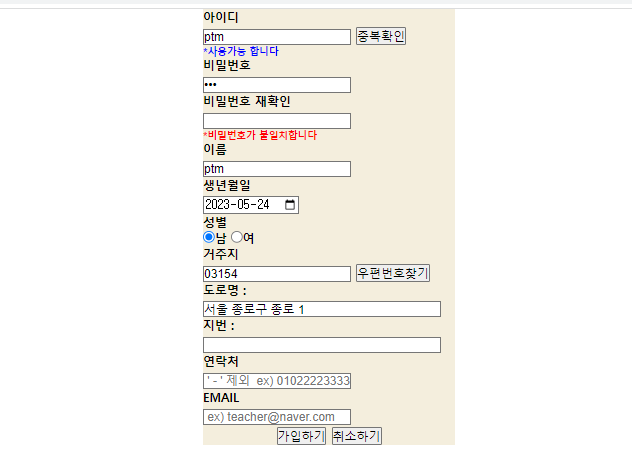 아이디
ptm 중복확인
*사용가능 합니다
비밀번호
•••
비밀번호 재확인
*비밀번호가 불일치합니다
이름
ptm
생년월일
2023-05-24
성별
남 여
거주지
03154 우편번호찾기
도로명 :
서울 종로구 종로 1
지번 :
연락처
' - ' 제외 ex) 01022223333
EMAIL
ex) teacher@naver.com
가입하기 취소하기